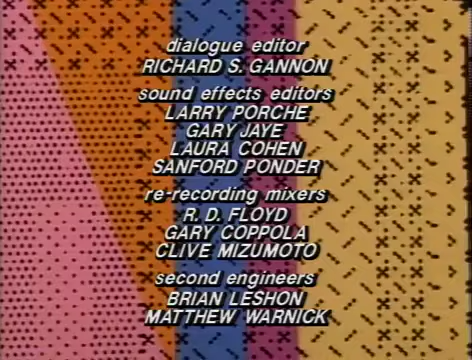 dialogue editor
RICHARD S. GANNON
sound effects editors
LARRY PORCHE
GARY JAYE
LAURA COHEN
SANFORD PONDER
re-recording mixers
R. D. FLOYD
GARY COPPOLA
CLIVE MIZUMOTO
second engineers
BRIAN LESHON
MATTHEW WARNICK